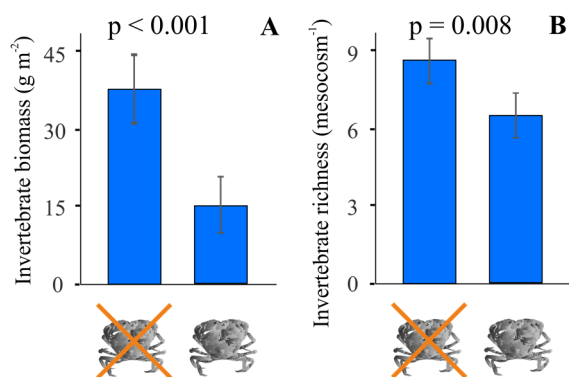 p < 0.001
A
Invertebrate biomass (g m⁻²)
45
30
15
0
p = 0.008
B
Invertebrate richness (mesocosm⁻¹)
9
6
3
0